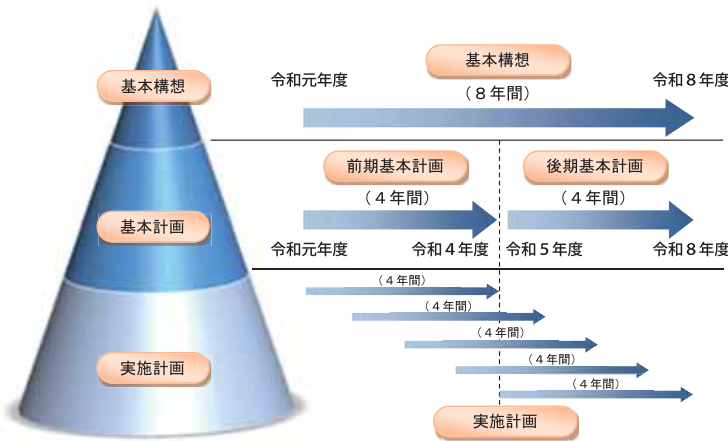 基本構想
基本計画
実施計画
基本構想
令和元年度
令和８年度
（８年間）
前期基本計画
後期基本計画
（４年間）
（４年間）
令和元年度
令和４年度
令和５年度
令和８年度
（４年間）
（４年間）
（４年間）
（４年間）
（４年間）
実施計画